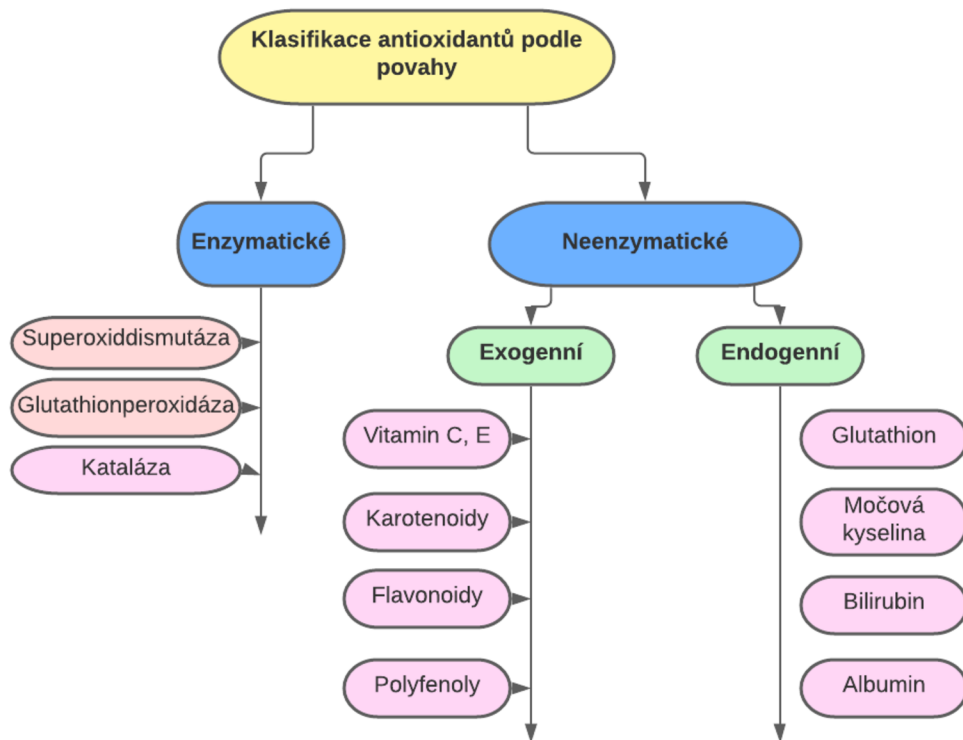 Klasifikace antioxidantů podle
povahy
Enzymatické
Neenzymatické
Superoxiddismutáza
Glutathionperoxidáza
Kataláza
Exogenní
Endogenní
Vitamin C, E
Karotenoidy
Flavonoidy
Polyfenoly
Glutathion
Močová
kyselina
Bilirubin
Albumin